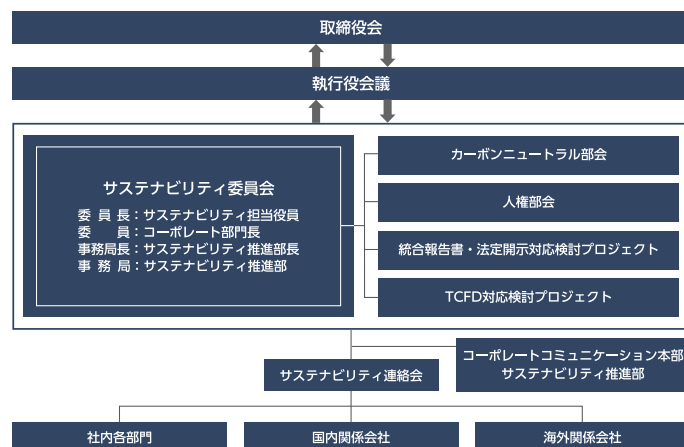 取締役会
執行役会議
サステナビリティ委員会
委 員 長：サステナビリティ担当役員
委　　員：コーポレート部門長
事務局長：サステナビリティ推進部長
事 務 局：サステナビリティ推進部
カーボンニュートラル部会
人権部会
統合報告書・法定開示対応検討プロジェクト
TCFD対応検討プロジェクト
コーポレートコミュニケーション本部
サステナビリティ推進部
サステナビリティ連絡会
社内各部門
国内関係会社
海外関係会社